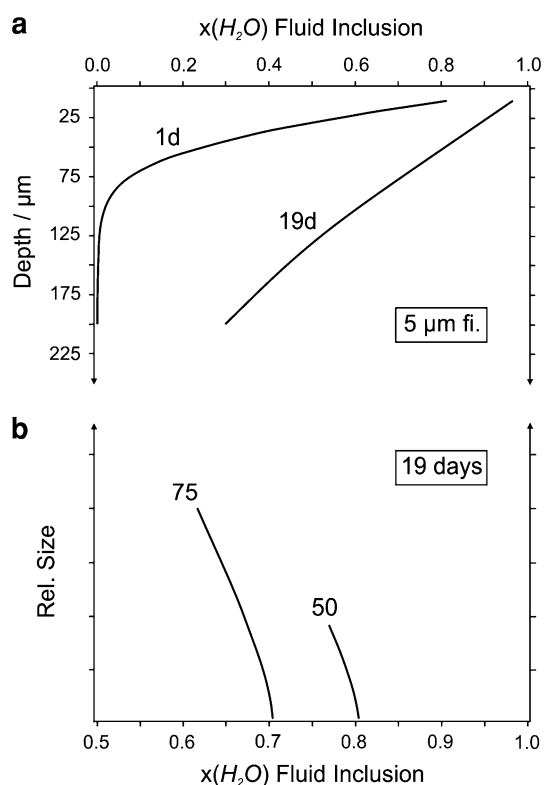 a
x(H2O) Fluid Inclusion
0.0 0.2 0.4 0.6 0.8 1.0
25
1d
75
Depth / µm
19d
125
175
5 µm fi.
225
b
19 days
75
Rel. Size
50
0.5 0.6 0.7 0.8 0.9 1.0
x(H2O) Fluid Inclusion